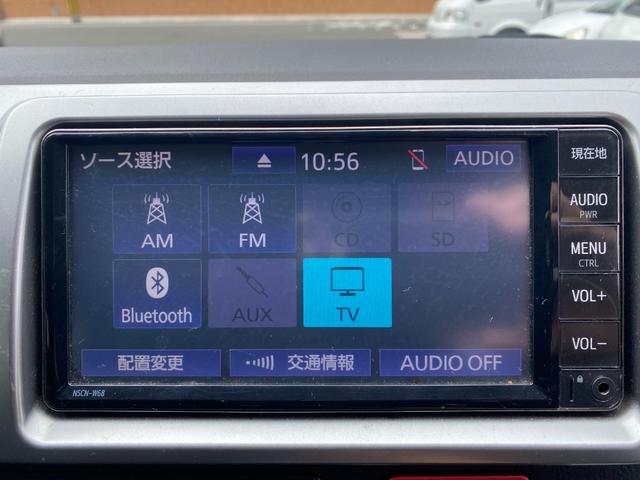 ソース選択
10:56
AUDIO
現在地
AM
FM
CD
SD
AUDIO
PWR
MENU
CTRL
Bluetooth
AUX
TV
VOL+
VOL-
配置変更
交通情報
AUDIO OFF
NSCN-W68